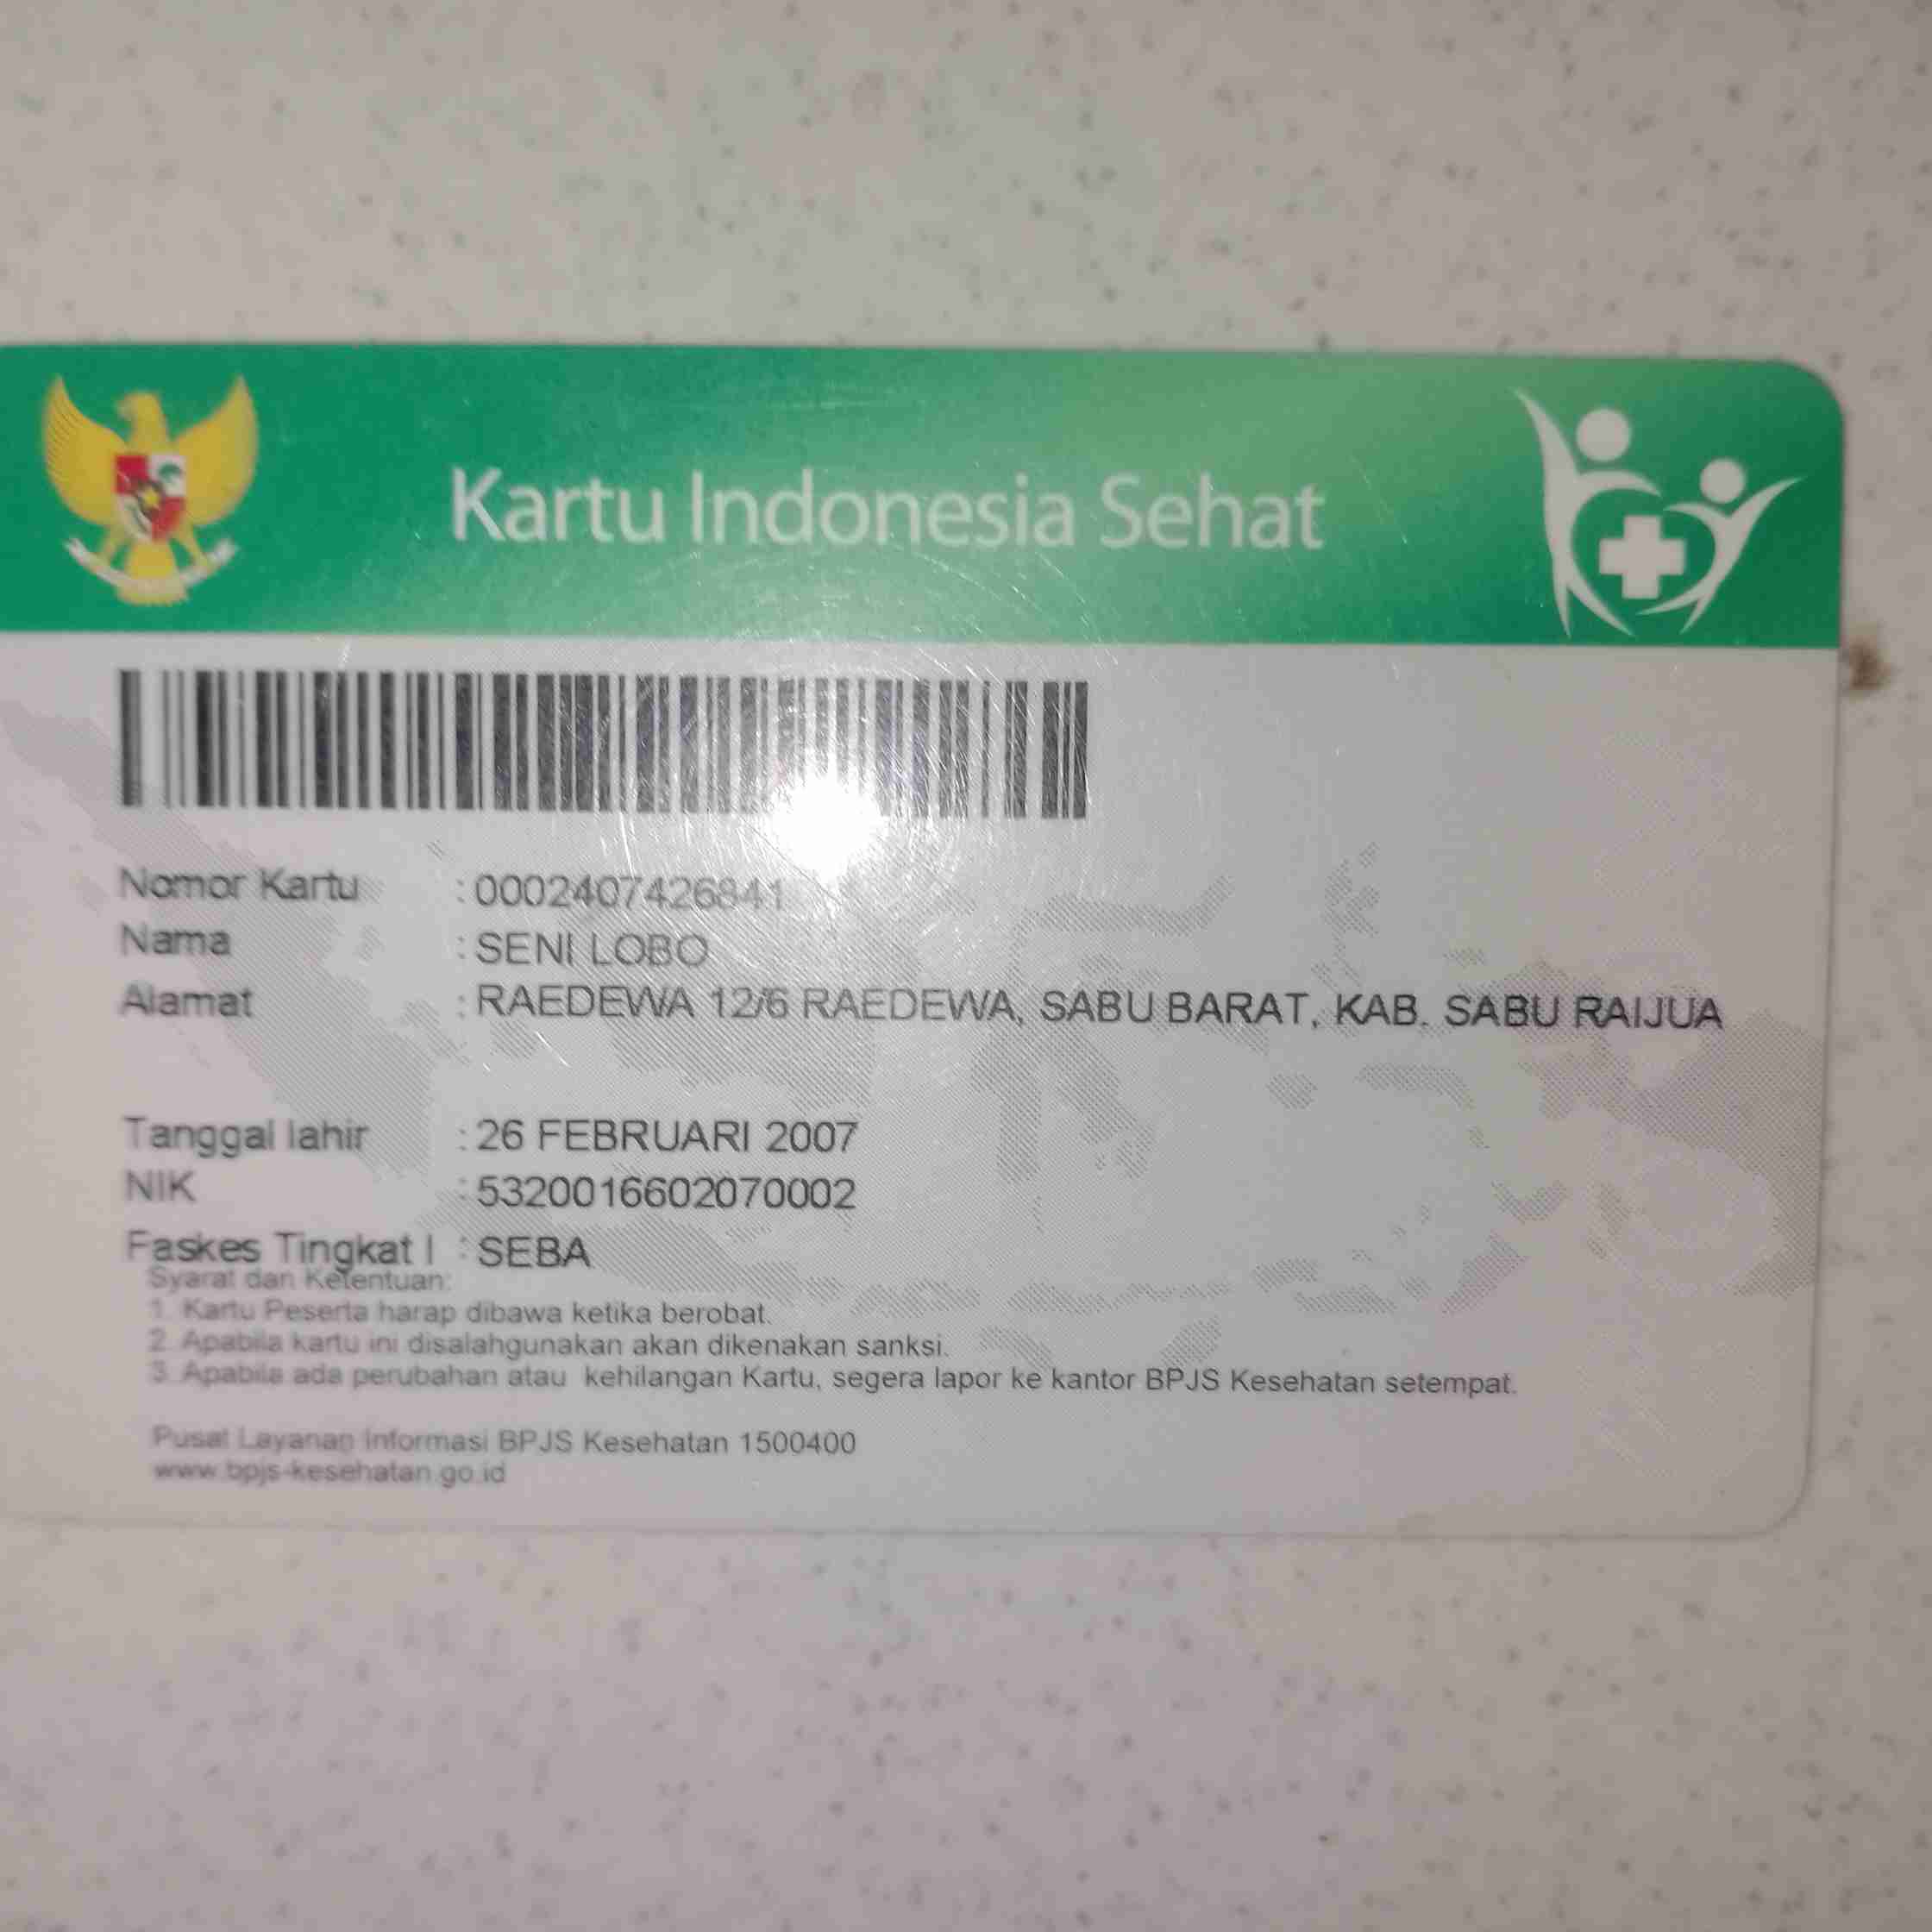 Kartu Indonesia Sehat
Nomor Kartu : 0002407426841
Nama : SENI LOBO
Alamat : RAEDEWA 12/6 RAEDEWA, SABU BARAT, KAB. SABU RAIJUA
Tanggal lahir : 26 FEBRUARI 2007
NIK : 5320016602070002
Faskes Tingkat I : SEBA
Syarat dan Ketentuan:
1. Kartu Peserta harap dibawa ketika berobat.
2. Apabila kartu ini disalahgunakan akan dikenakan sanksi.
3. Apabila ada perubahan atau kehilangan Kartu, segera lapor ke kantor BPJS Kesehatan setempat.
Pusat Layanan Informasi BPJS Kesehatan 1500400
www.bpjs-kesehatan.go.id